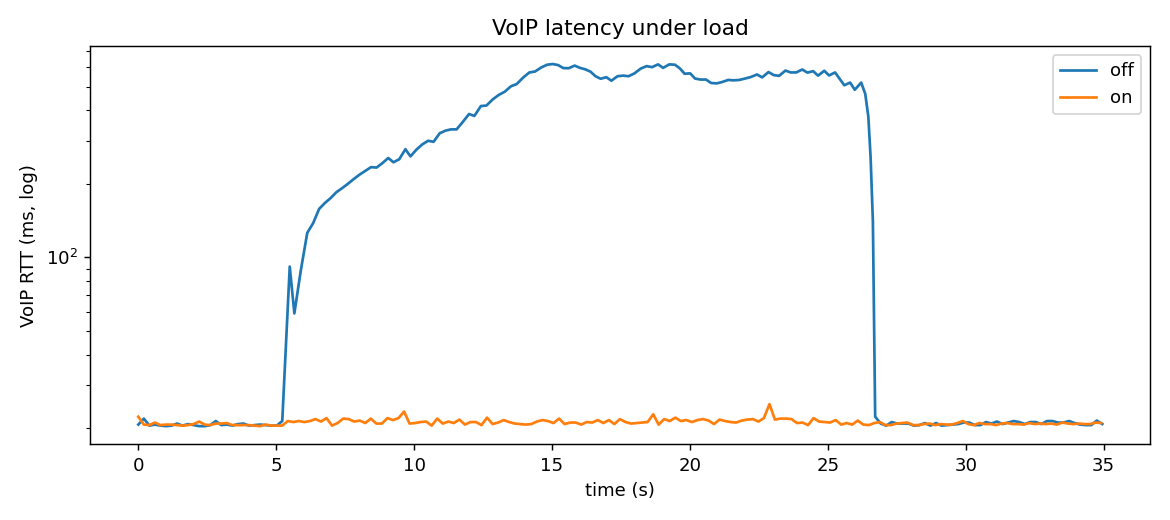 VoIP latency under load
off
on
VoIP RTT (ms, log)
10²
0 5 10 15 20 25 30 35
time (s)